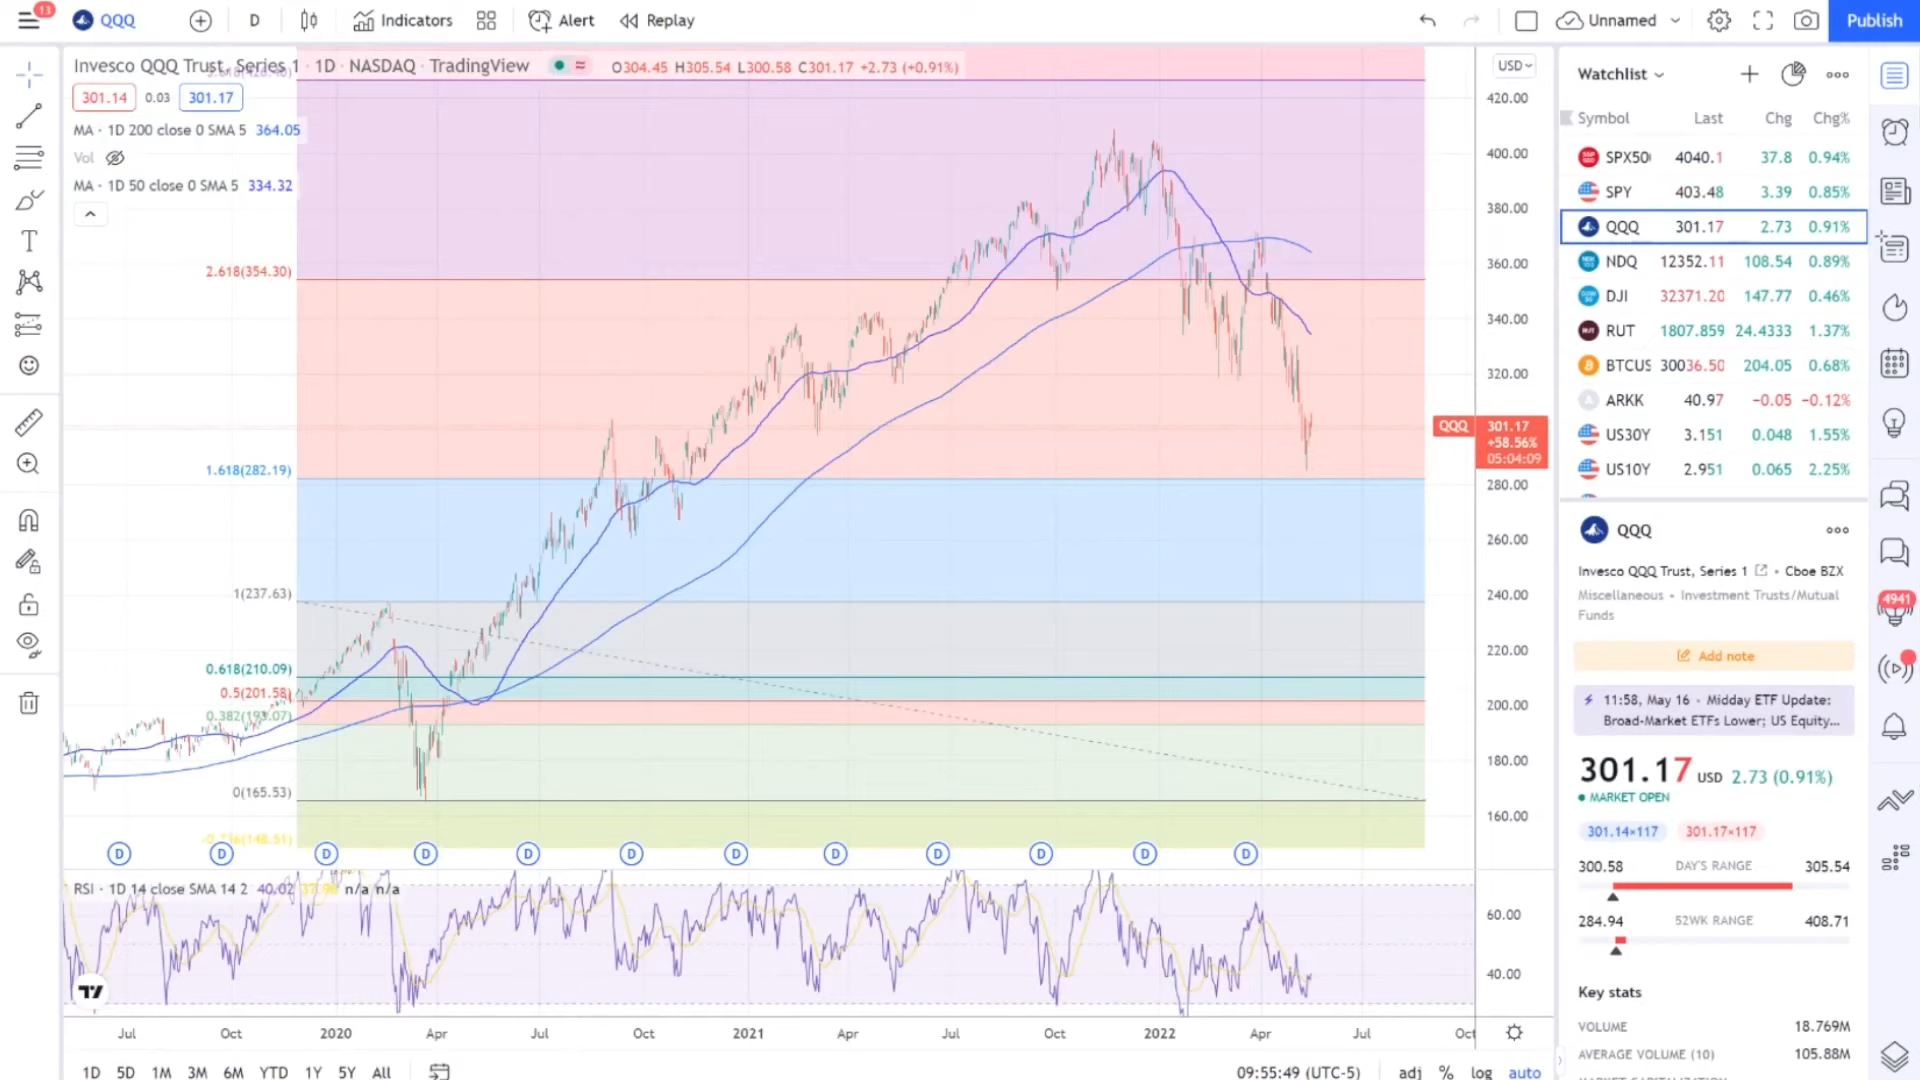 13
QQQ
D
Indicators
Alert
Replay
Unnamed
Publish
Invesco QQQ Trust, Series 1 · 1D · NASDAQ · TradingView
O304.45 H305.54 L300.58 C301.17 +2.73 (+0.91%)
301.14 0.03 301.17
MA · 1D 200 close 0 SMA 5 364.05
Vol
MA · 1D 50 close 0 SMA 5 334.32
2.618(354.30)
1.618(282.19)
1(237.63)
0.618(210.09)
0.5(201.58)
0.382(193.07)
0(165.53)
D D D D D D D D D D D D
USD
420.00
400.00
380.00
360.00
340.00
320.00
QQQ 301.17
+58.56%
05:04:09
280.00
260.00
240.00
220.00
200.00
180.00
160.00
RSI · 1D 14 close SMA 14 2 40.02 n/a n/a
60.00
40.00
Jul Oct 2020 Apr Jul Oct 2021 Apr Jul Oct 2022 Apr Jul Oct
1D 5D 1M 3M 6M YTD 1Y 5Y All
09:55:49 (UTC-5) adj % log auto
Watchlist
Symbol Last Chg Chg%
SPX50 4040.1 37.8 0.94%
SPY 403.48 3.39 0.85%
QQQ 301.17 2.73 0.91%
NDQ 12352.11 108.54 0.89%
DJI 32371.20 147.77 0.46%
RUT 1807.859 24.4333 1.37%
BTCUS 30036.50 204.05 0.68%
ARKK 40.97 −0.05 −0.12%
US30Y 3.151 0.048 1.55%
US10Y 2.951 0.065 2.25%
QQQ
Invesco QQQ Trust, Series 1 • Cboe BZX
Miscellaneous • Investment Trusts/Mutual
Funds
Add note
11:58, May 16 · Midday ETF Update:
Broad-Market ETFs Lower; US Equity...
301.17 USD 2.73 (0.91%)
MARKET OPEN
301.14×117 301.17×117
300.58 DAY'S RANGE 305.54
284.94 52WK RANGE 408.71
Key stats
VOLUME 18.769M
AVERAGE VOLUME (10) 105.88M
4941